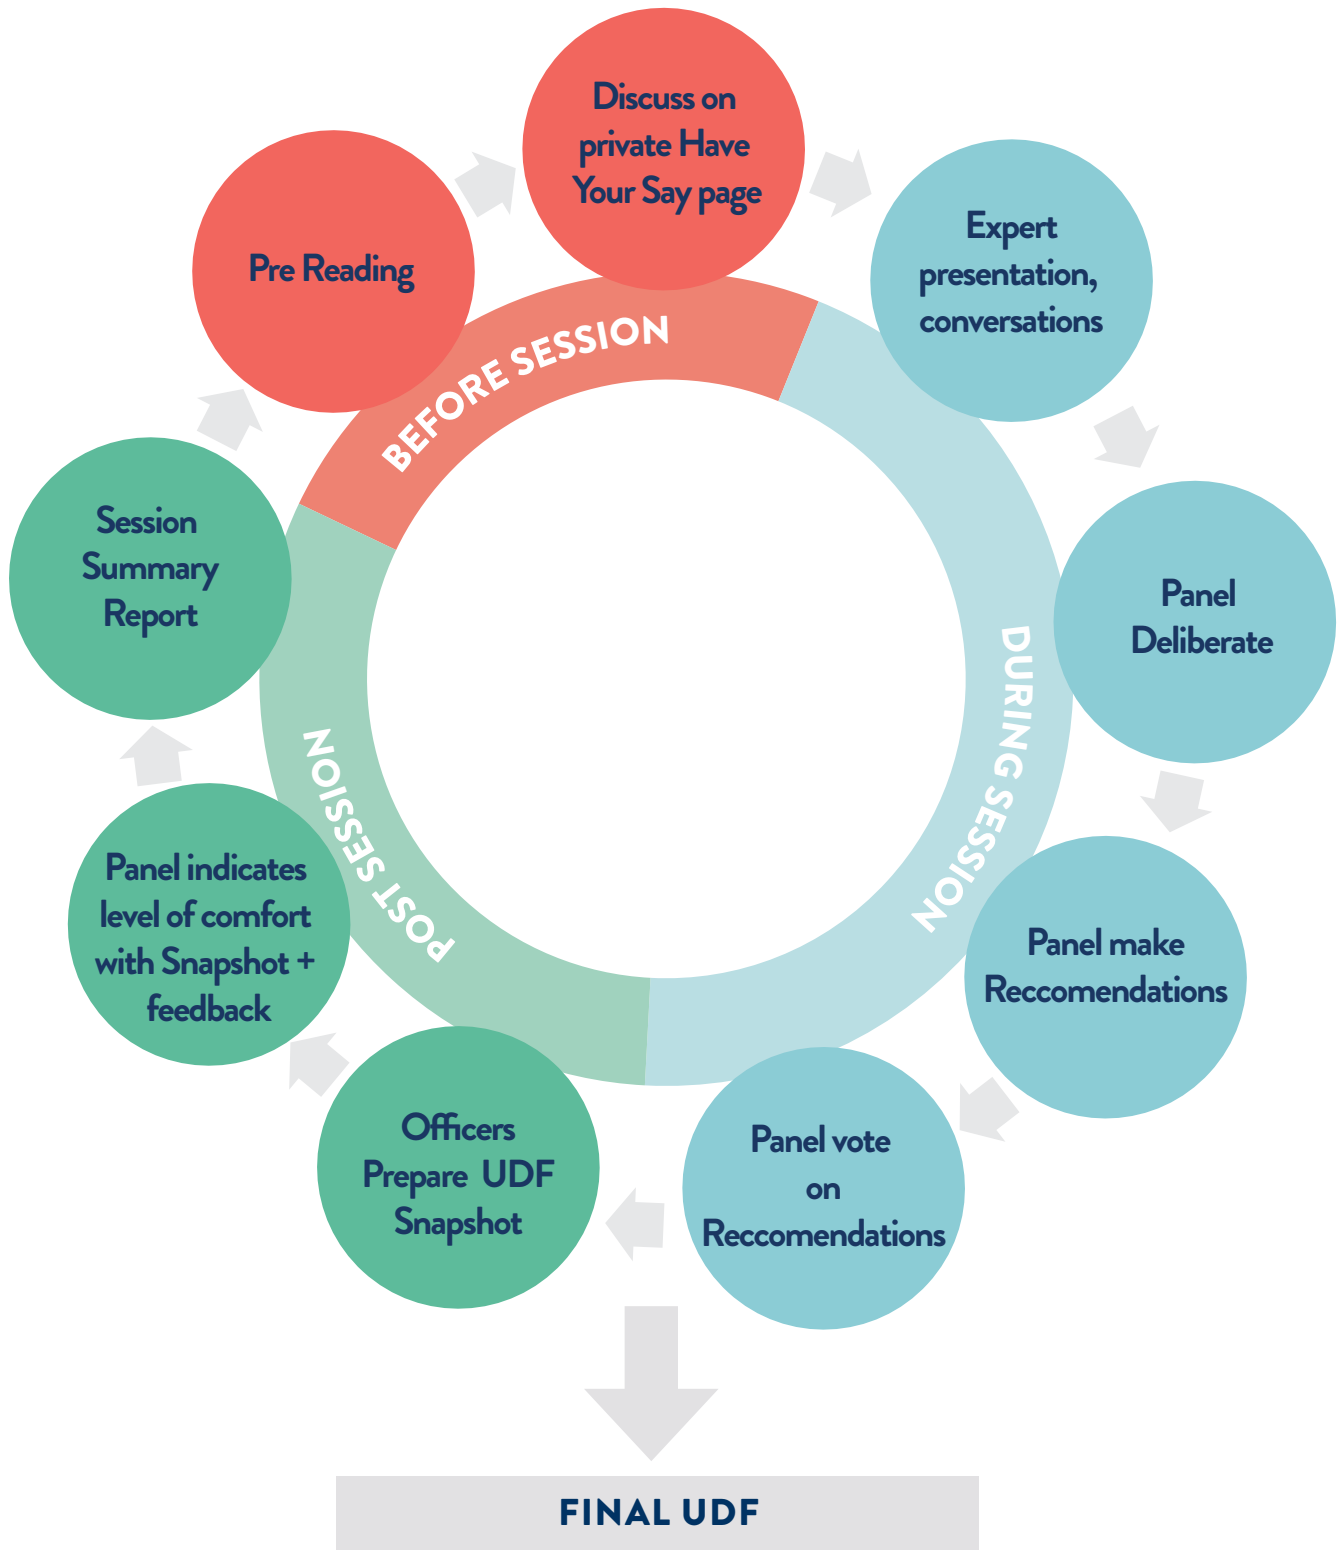 Discuss on
private Have
Your Say page
Expert
presentation,
conversations
Panel
Deliberate
Panel make
Reccomendations
Panel vote
on
Reccomendations
Officers
Prepare UDF
Snapshot
Panel indicates
level of comfort
with Snapshot +
feedback
Session
Summary
Report
Pre Reading
BEFORE SESSION
DURING SESSION
POST SESSION
FINAL UDF